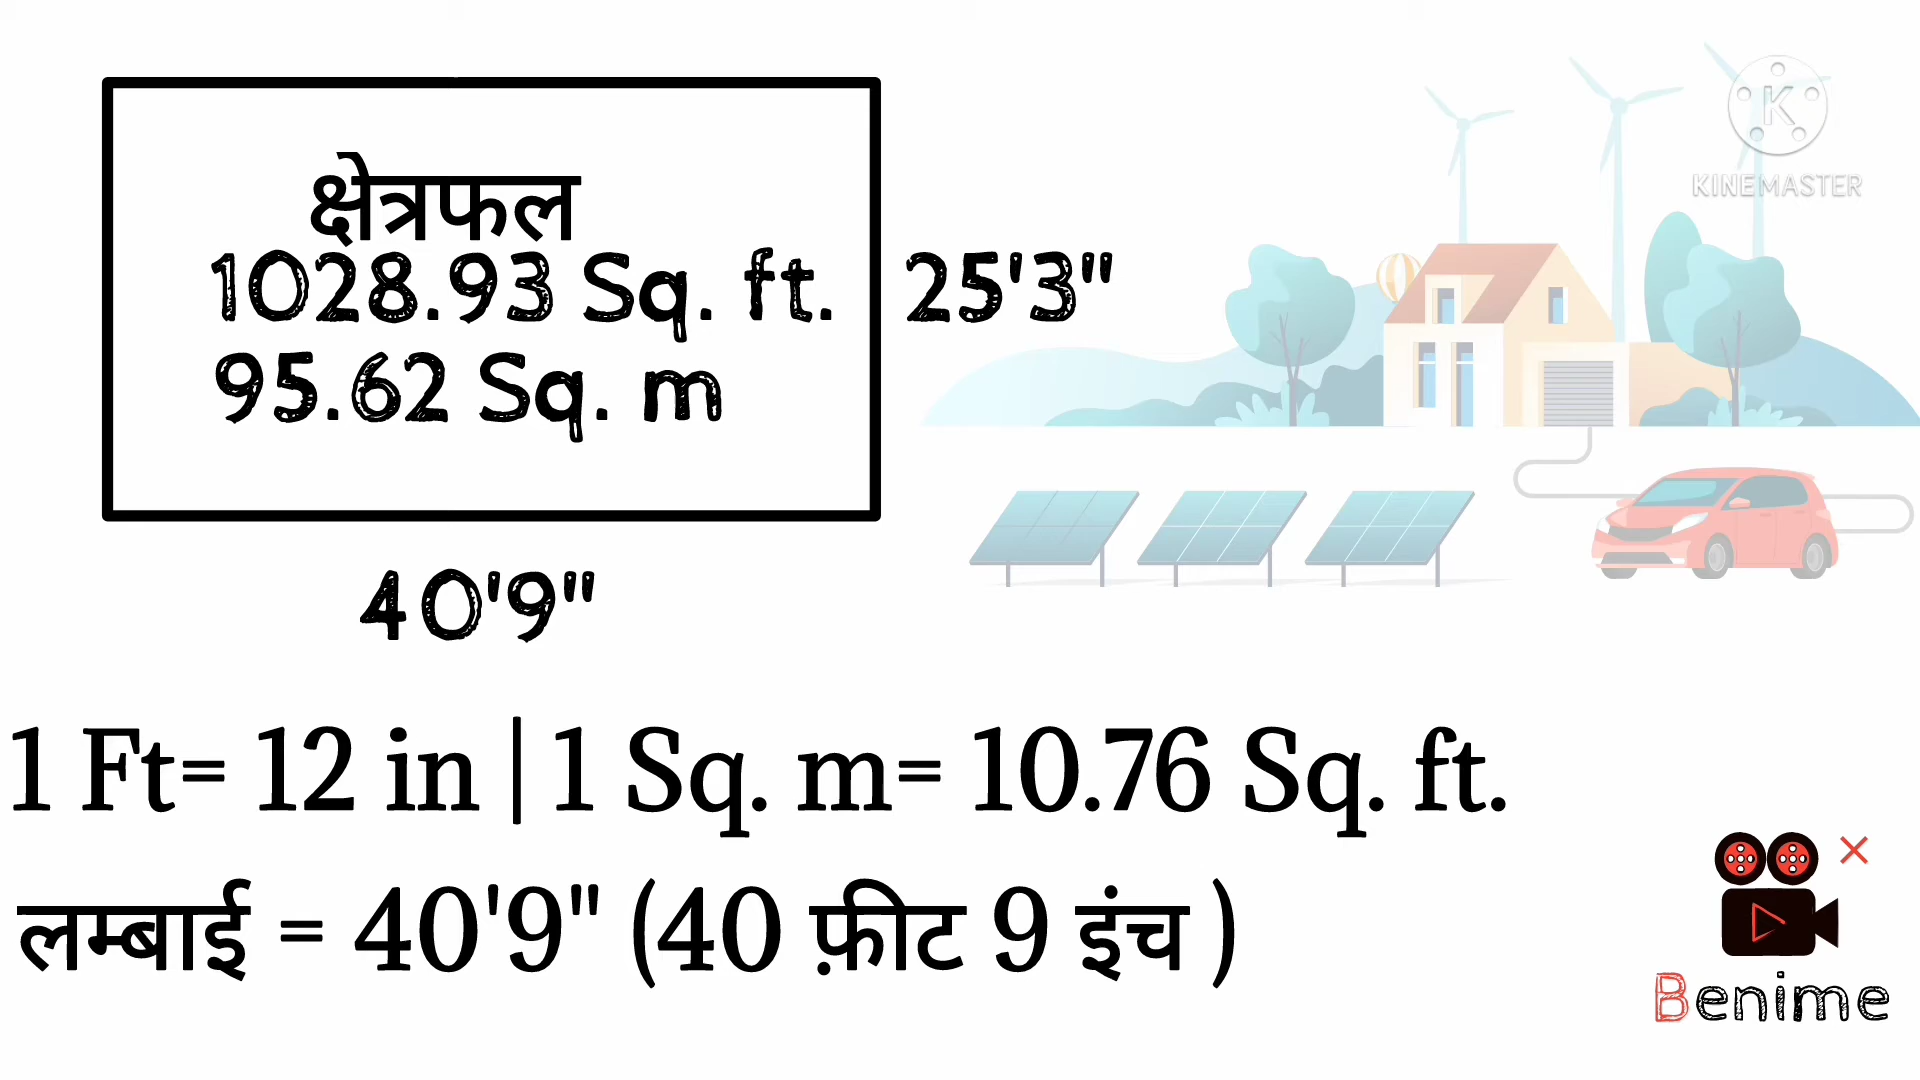 क्षेत्रफल
1028.93 Sq. ft.
95.62 Sq. m
25'3"
40'9"
1 Ft= 12 in | 1 Sq. m= 10.76 Sq. ft.
लम्बाई = 40'9" (40 फ़ीट 9 इंच )
K
KINEMASTER
Benime